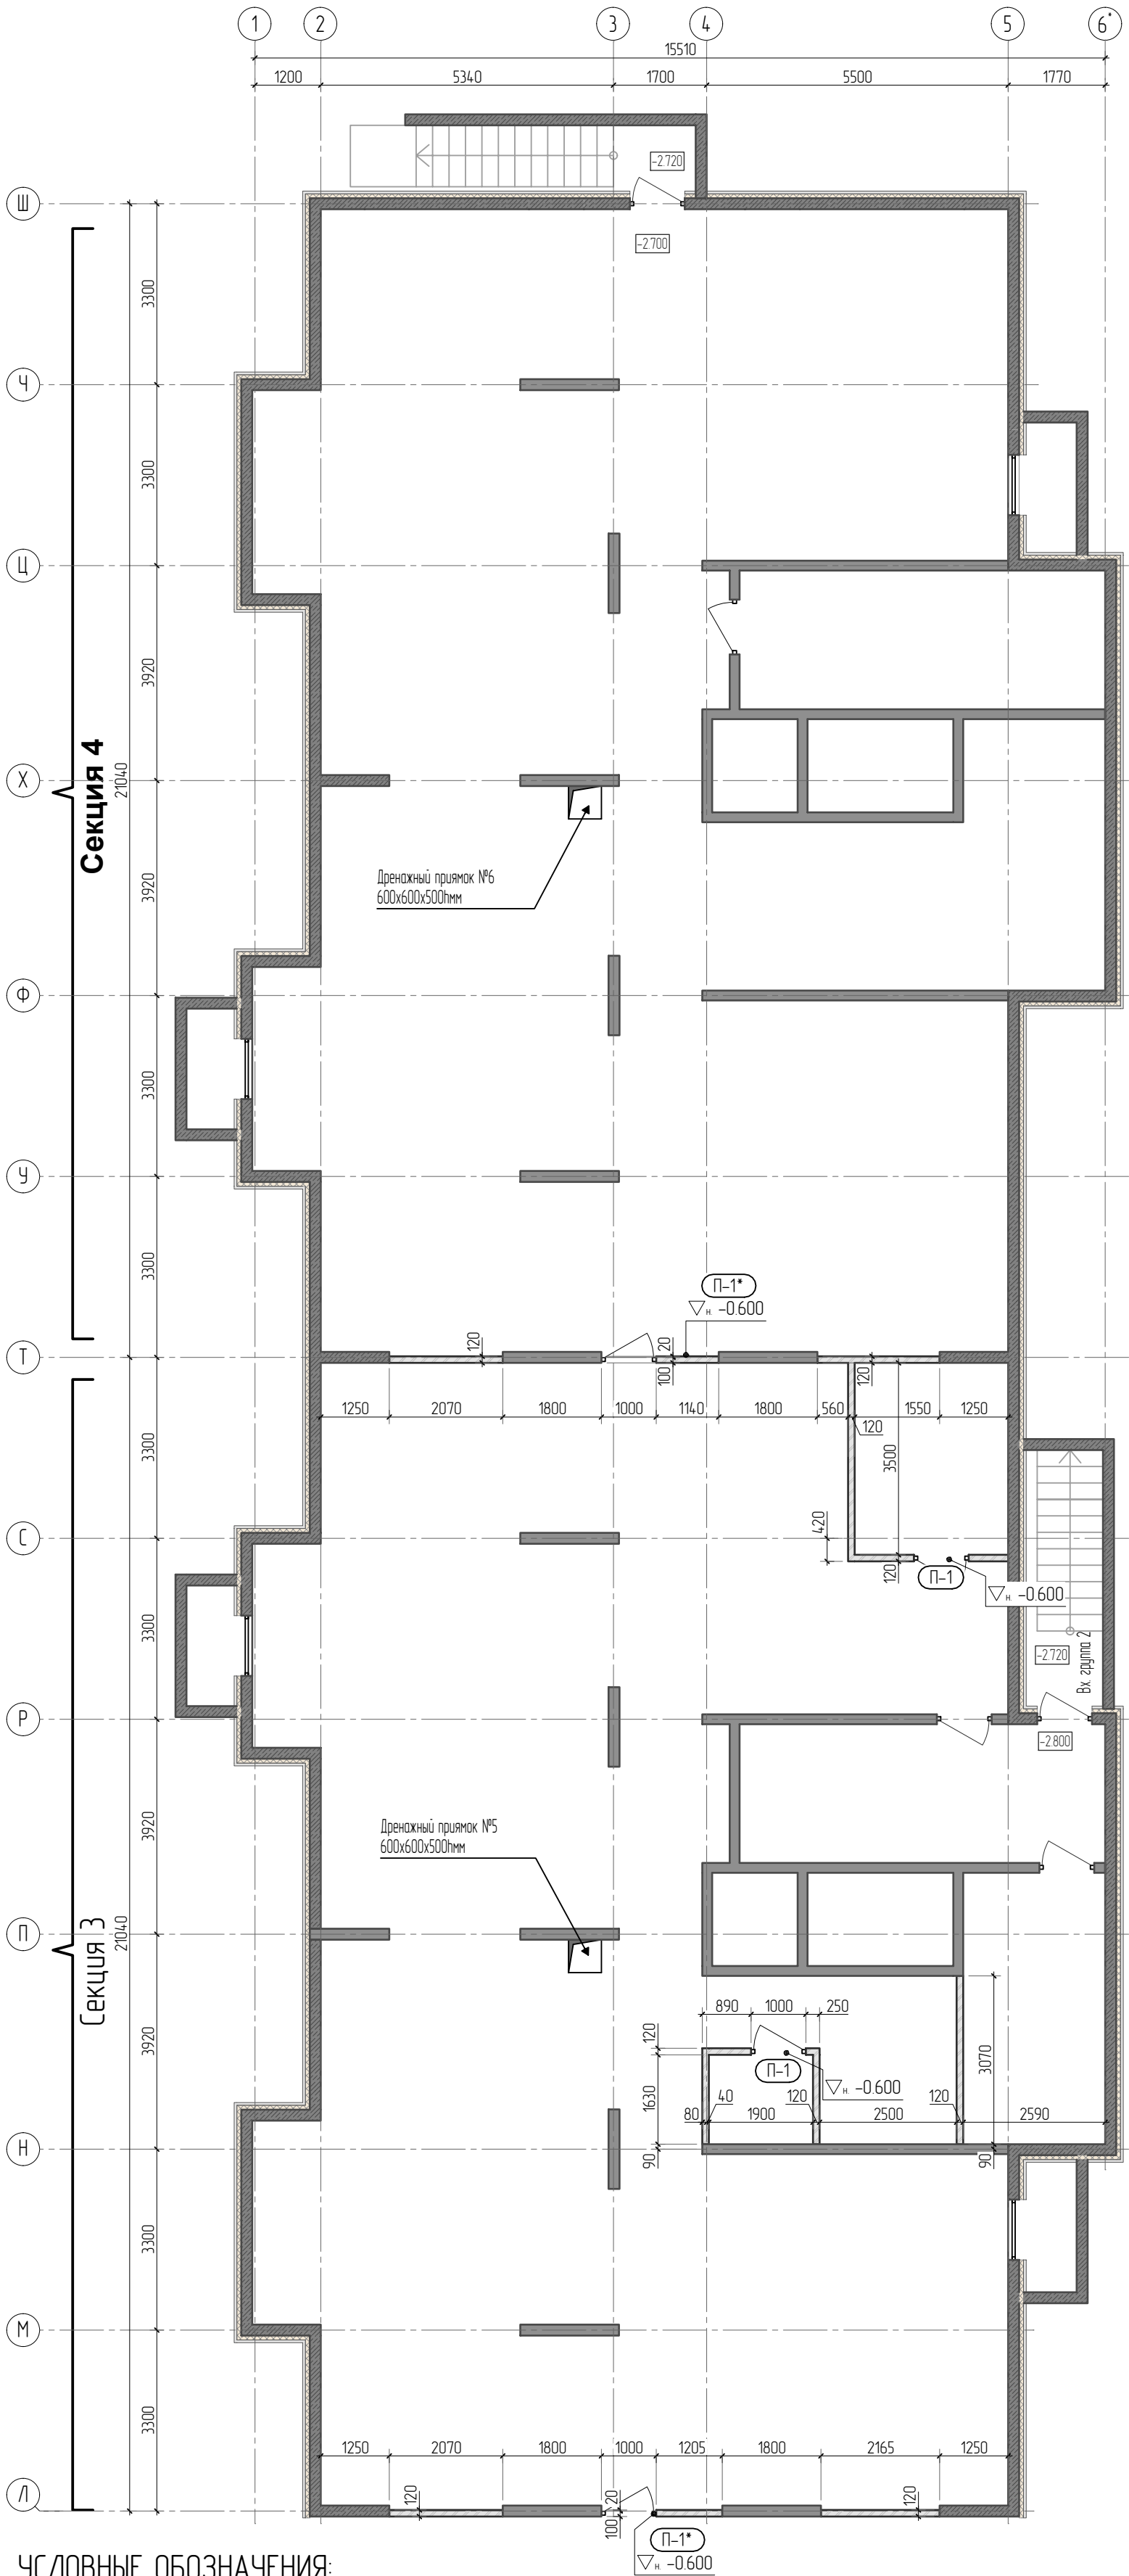 1 2 3 4 5 6*
15510
1200 5340 1700 5500 1770
-2.720
Ш
-2.700
3300
Ч
3300
Ц
3920
Секция 4
21040
Х
Дренажный приямок №6
600х600х500hмм
3920
Ф
3300
У
3300
П-1*
н. -0.600
Т
120 20 100 120
1250 2070 1800 1000 1140 1800 560 1550 1250
120
3300
3500
420
С
120
П-1
н. -0.600
3300
-2.720
Вх. группа 2
Р
-2.800
3920
Дренажный приямок №5
600х600х500hмм
П
Секция 3
21040
890 1000 250
3920
120
П-1
3070
1630
н. -0.600
80 40 1900 120 2500 120 2590
Н
90 90
3300
М
3300
1250 2070 1800 1000 1205 1800 2165 1250
Л
120 20 100 120
П-1*
н. -0.600
УСЛОВНЫЕ ОБОЗНАЧЕНИЯ: